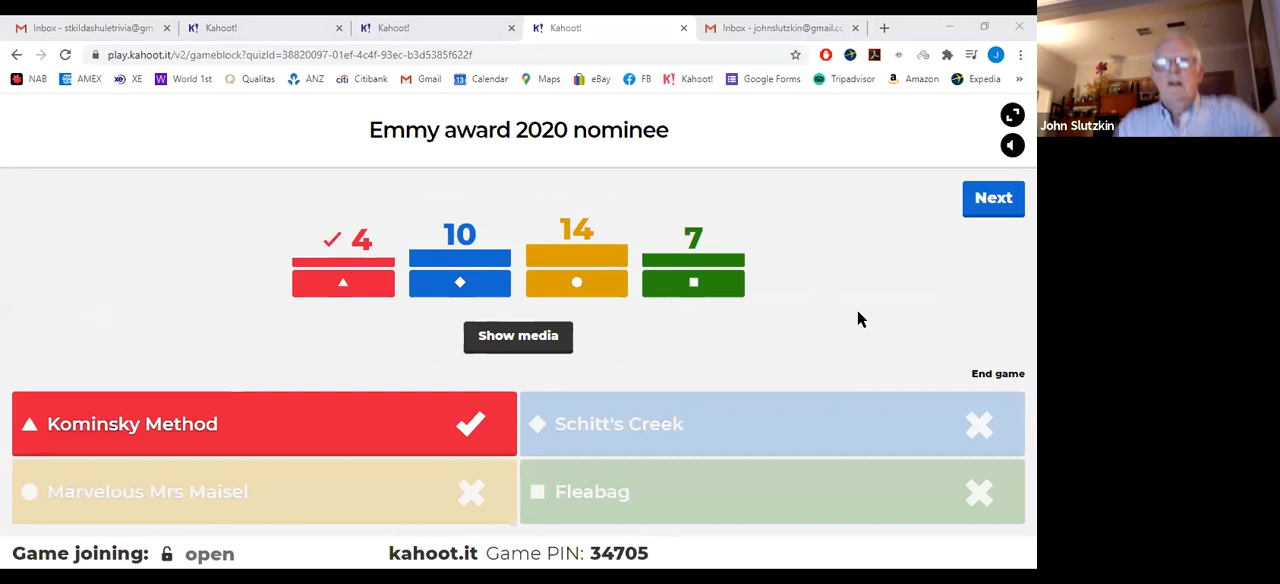 Inbox - stkildashuletrivia@gm
Kahoot!
Kahoot!
Kahoot!
Inbox - johnslutzkin@gmail.c
play.kahoot.it/v2/gameblock?quizId=38820097-01ef-4c4f-93ec-b3d5385f622f
NAB AMEX XE World 1st Qualitas ANZ Citibank Gmail Calendar Maps eBay FB Kahoot! Google Forms Tripadvisor Amazon Expedia »
John Slutzkin
Emmy award 2020 nominee
Next
4 10 14 7
Show media
End game
Kominsky Method
Schitt's Creek
Marvelous Mrs Maisel
Fleabag
Game joining: open
kahoot.it Game PIN: 34705